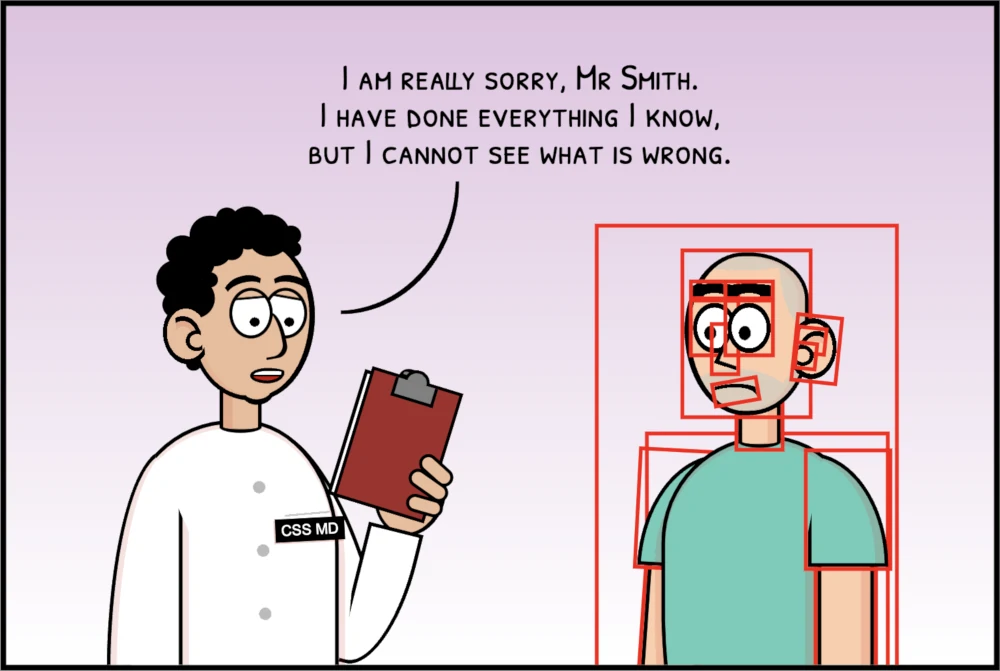 I am really sorry, Mr Smith.
I have done everything I know,
but I cannot see what is wrong.
CSS MD